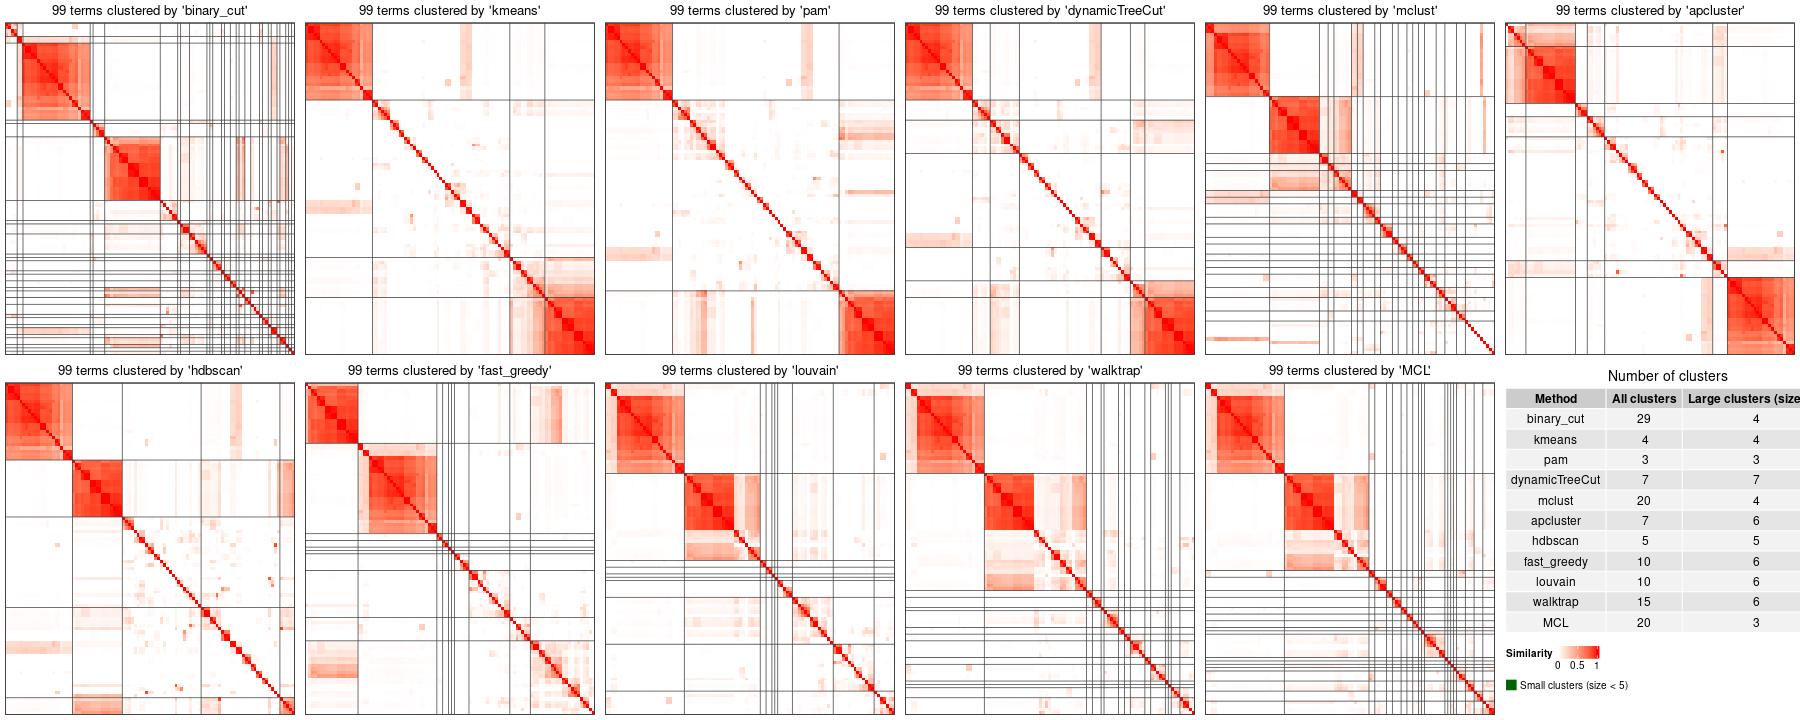 99 terms clustered by 'binary_cut'
99 terms clustered by 'kmeans'
99 terms clustered by 'pam'
99 terms clustered by 'dynamicTreeCut'
99 terms clustered by 'mclust'
99 terms clustered by 'apcluster'
99 terms clustered by 'hdbscan'
99 terms clustered by 'fast_greedy'
99 terms clustered by 'louvain'
99 terms clustered by 'walktrap'
99 terms clustered by 'MCL'
Number of clusters
Method All clusters Large clusters (size
binary_cut 29 4
kmeans 4 4
pam 3 3
dynamicTreeCut 7 7
mclust 20 4
apcluster 7 6
hdbscan 5 5
fast_greedy 10 6
louvain 10 6
walktrap 15 6
MCL 20 3
Similarity
0 0.5 1
Small clusters (size < 5)